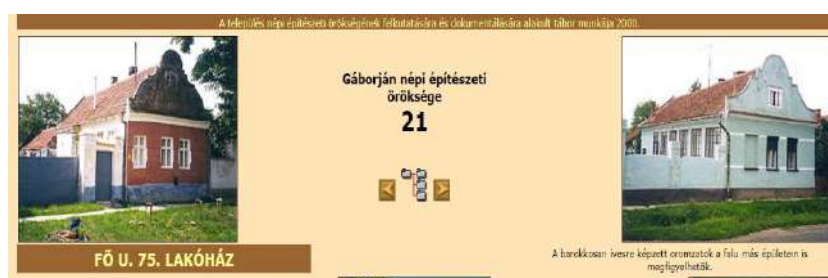 A település népi építészeti örökségének felkutatására és dokumentálására alakult tábor munkája 2000.
Gáborján népi építészeti
öröksége
21
FŐ U. 75. LAKÓHÁZ
A barokkosan ívesre képzett oromzatok a falu más épületein is
megfigyelhetők.